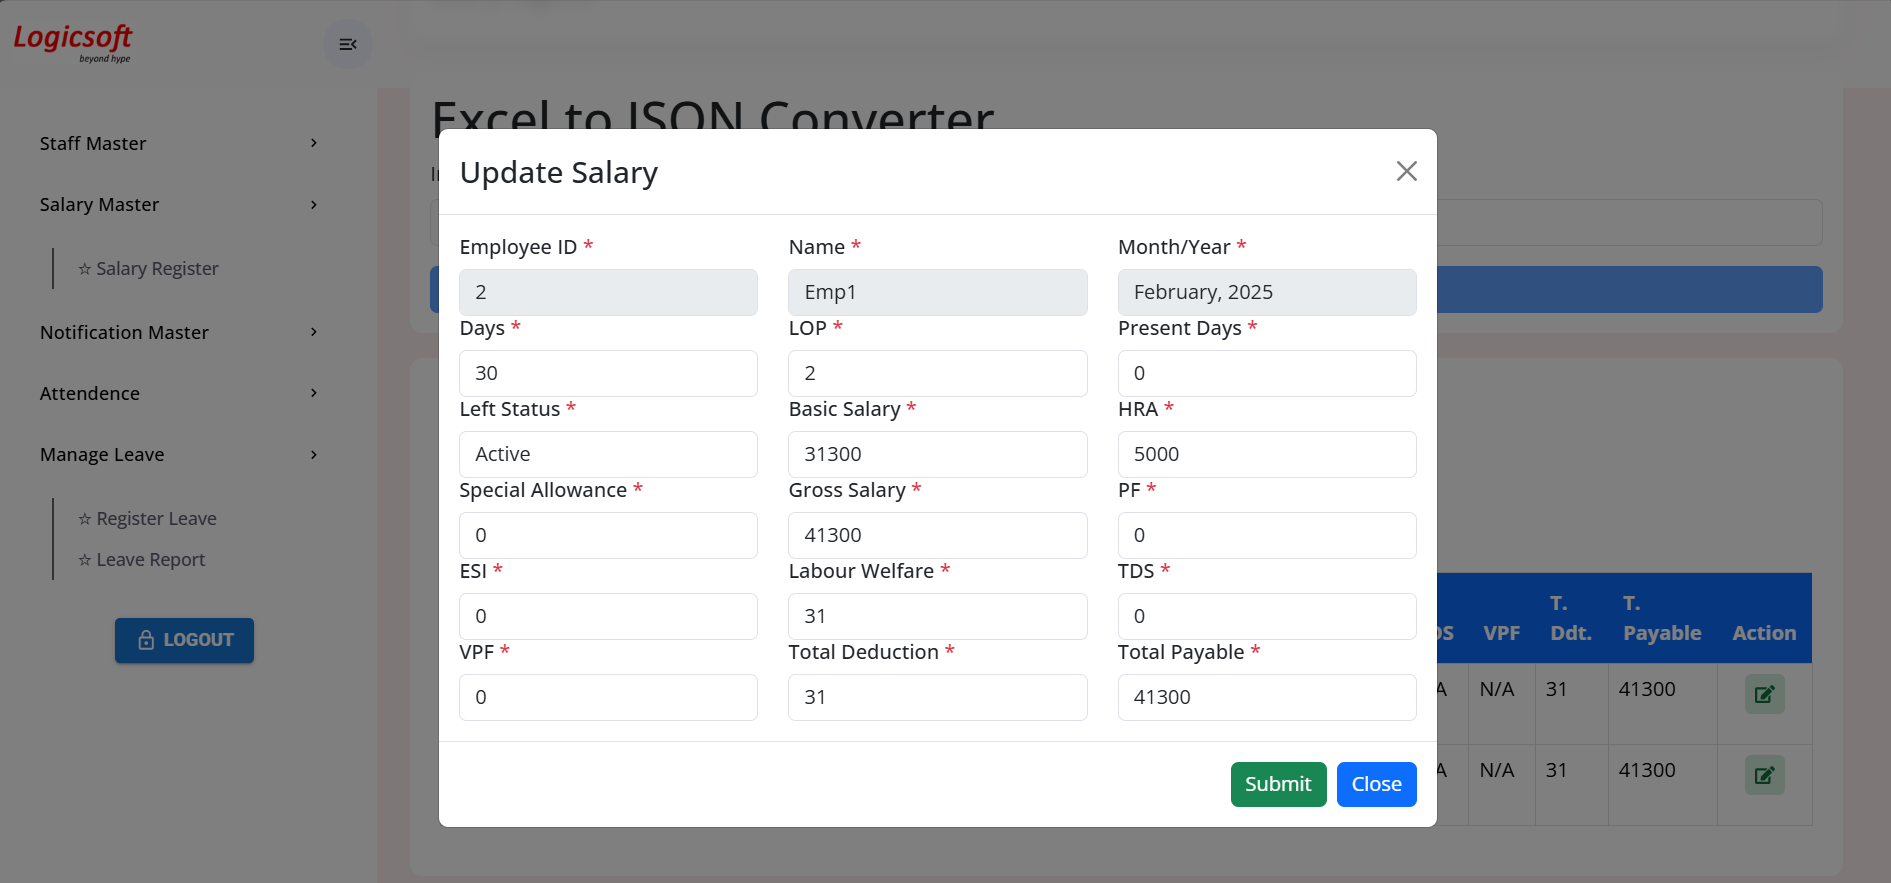 Logicsoft
beyond hype
Staff Master
Salary Master
☆ Salary Register
Notification Master
Attendence
Manage Leave
☆ Register Leave
☆ Leave Report
LOGOUT
Excel to JSON Converter
Update Salary
Employee ID * Name * Month/Year *
2 Emp1 February, 2025
Days * LOP * Present Days *
30 2 0
Left Status * Basic Salary * HRA *
Active 31300 5000
Special Allowance * Gross Salary * PF *
0 41300 0
ESI * Labour Welfare * TDS *
0 31 0
VPF * Total Deduction * Total Payable *
0 31 41300
Submit Close
VPF T. Ddt. T. Payable Action
N/A 31 41300
N/A 31 41300